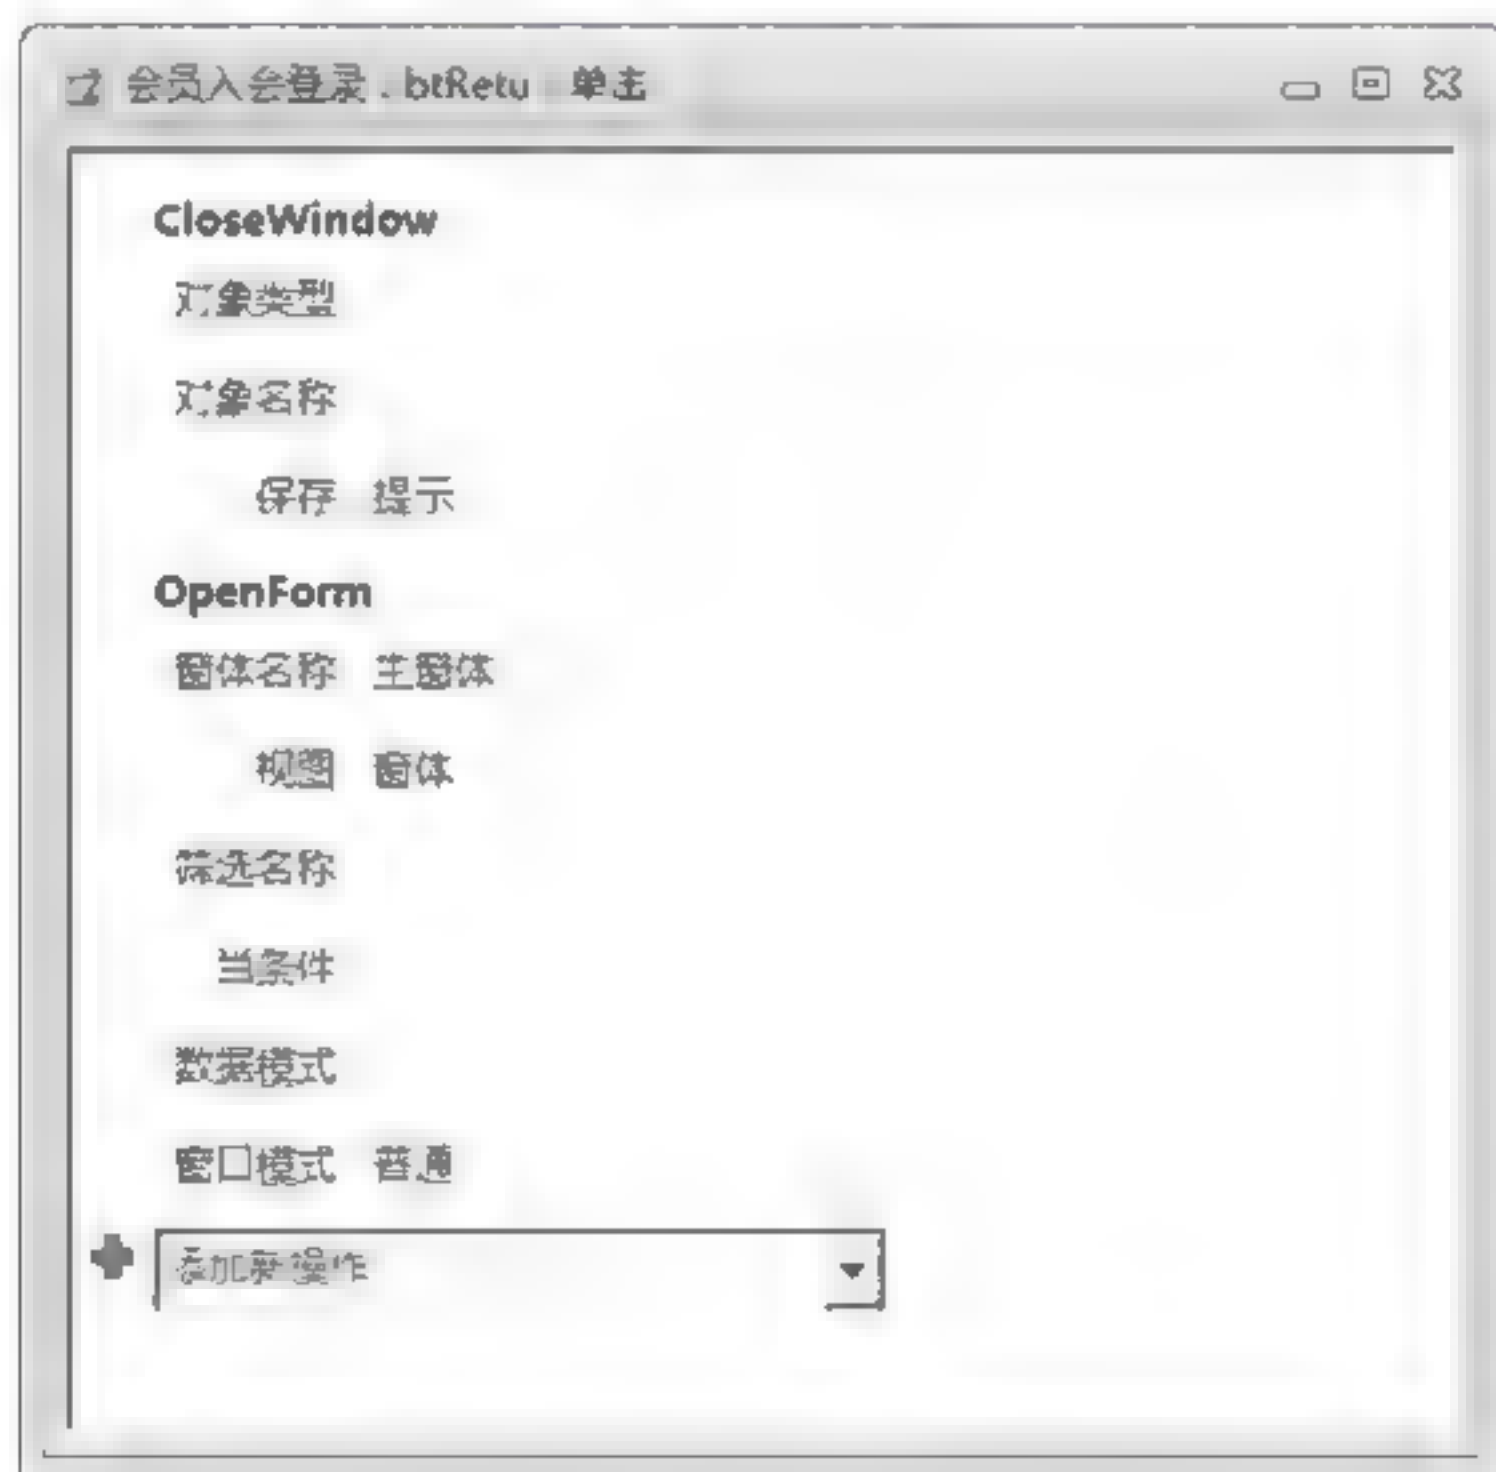 会员入会登录 : btRetu 单击
CloseWindow
对象类型
对象名称
保存 提示
OpenForm
窗体名称 主窗体
视图 窗体
筛选名称
当条件
数据模式
窗口模式 普通
添加新操作